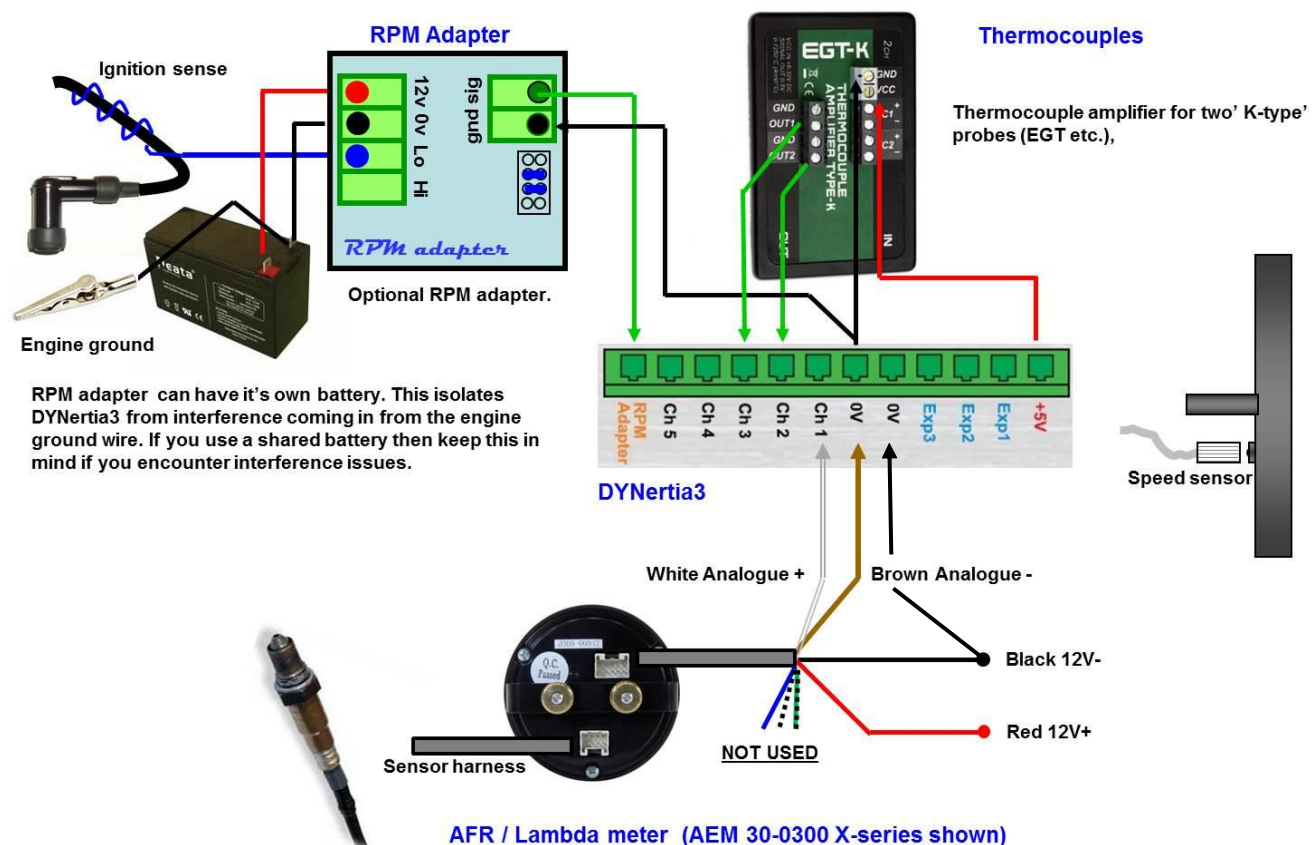 RPM Adapter
Ignition sense
12v 0v Lo Hi
gnd sig
RPM adapter
Optional RPM adapter.
Engine ground
RPM adapter can have it's own battery. This isolates
DYNertia3 from interference coming in from the engine
ground wire. If you use a shared battery then keep this in
mind if you encounter interference issues.
Thermocouples
Thermocouple amplifier for two' K-type'
probes (EGT etc.),
EGT-K
2 CH
GND
VCC
GND
OUT1
GND
OUT2
+
-
+
-
THERMOCOUPLE
AMPLIFIER TYPE-K
IN
RPM
Adapter
Ch 5
Ch 4
Ch 3
Ch 2
Ch 1
0V
0V
Exp3
Exp2
Exp1
+5V
DYNertia3
Speed sensor
White Analogue +
Brown Analogue -
Q.C.
Passed
Black 12V-
Red 12V+
NOT USED
Sensor harness
AFR / Lambda meter (AEM 30-0300 X-series shown)